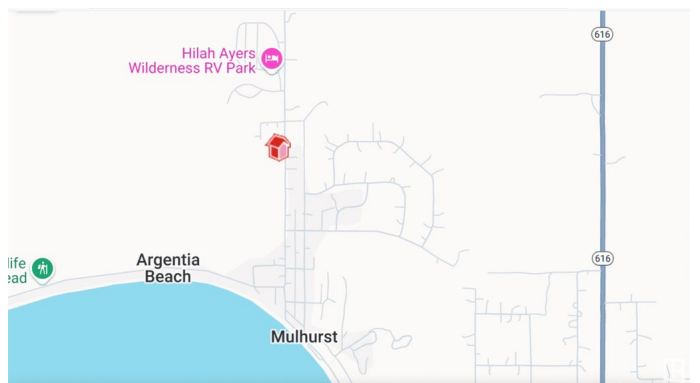 616
Hilah Ayers
Wilderness RV Park
616
life
ead
Argentia
Beach
Mulhurst